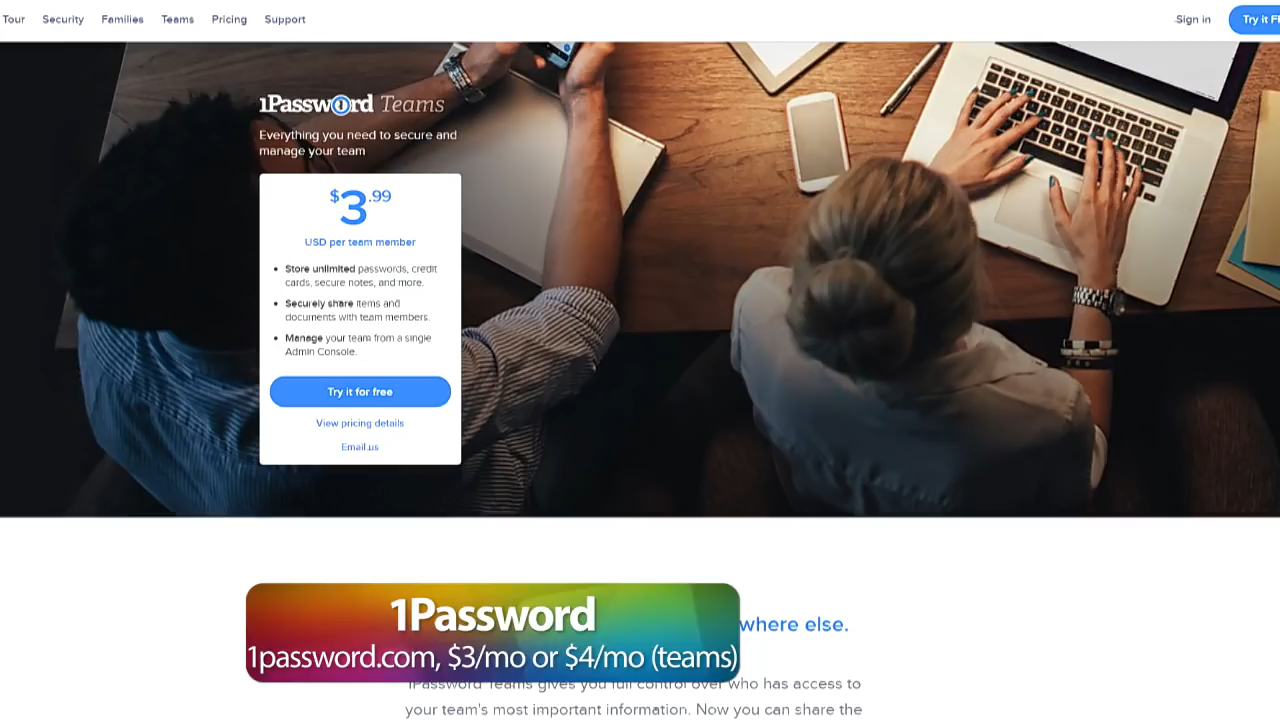 Tour Security Families Teams Pricing Support Sign in Try it F
1Password Teams
Everything you need to secure and
manage your team
$3.99
USD per team member
• Store unlimited passwords, credit
cards, secure notes, and more.
• Securely share items and
documents with team members.
• Manage your team from a single
Admin Console.
Try it for free
View pricing details
Email us
1Password
where else.
1password.com, $3/mo or $4/mo (teams)
1Password Teams gives you full control over who has access to
your team's most important information. Now you can share the